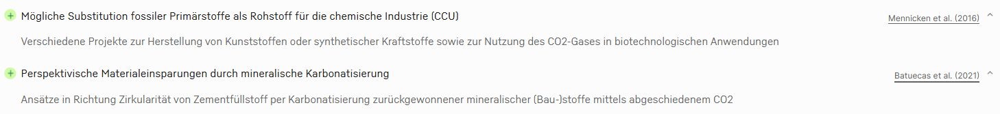 Mögliche Substitution fossiler Primärstoffe als Rohstoff für die chemische Industrie (CCU)
Mennicken et al. (2016)
Verschiedene Projekte zur Herstellung von Kunststoffen oder synthetischer Kraftstoffe sowie zur Nutzung des CO2-Gases in biotechnologischen Anwendungen
Perspektivische Materialeinsparungen durch mineralische Karbonatisierung
Batuecas et al. (2021)
Ansätze in Richtung Zirkularität von Zementfüllstoff per Karbonatisierung zurückgewonnener mineralischer (Bau-)stoffe mittels abgeschiedenem CO2